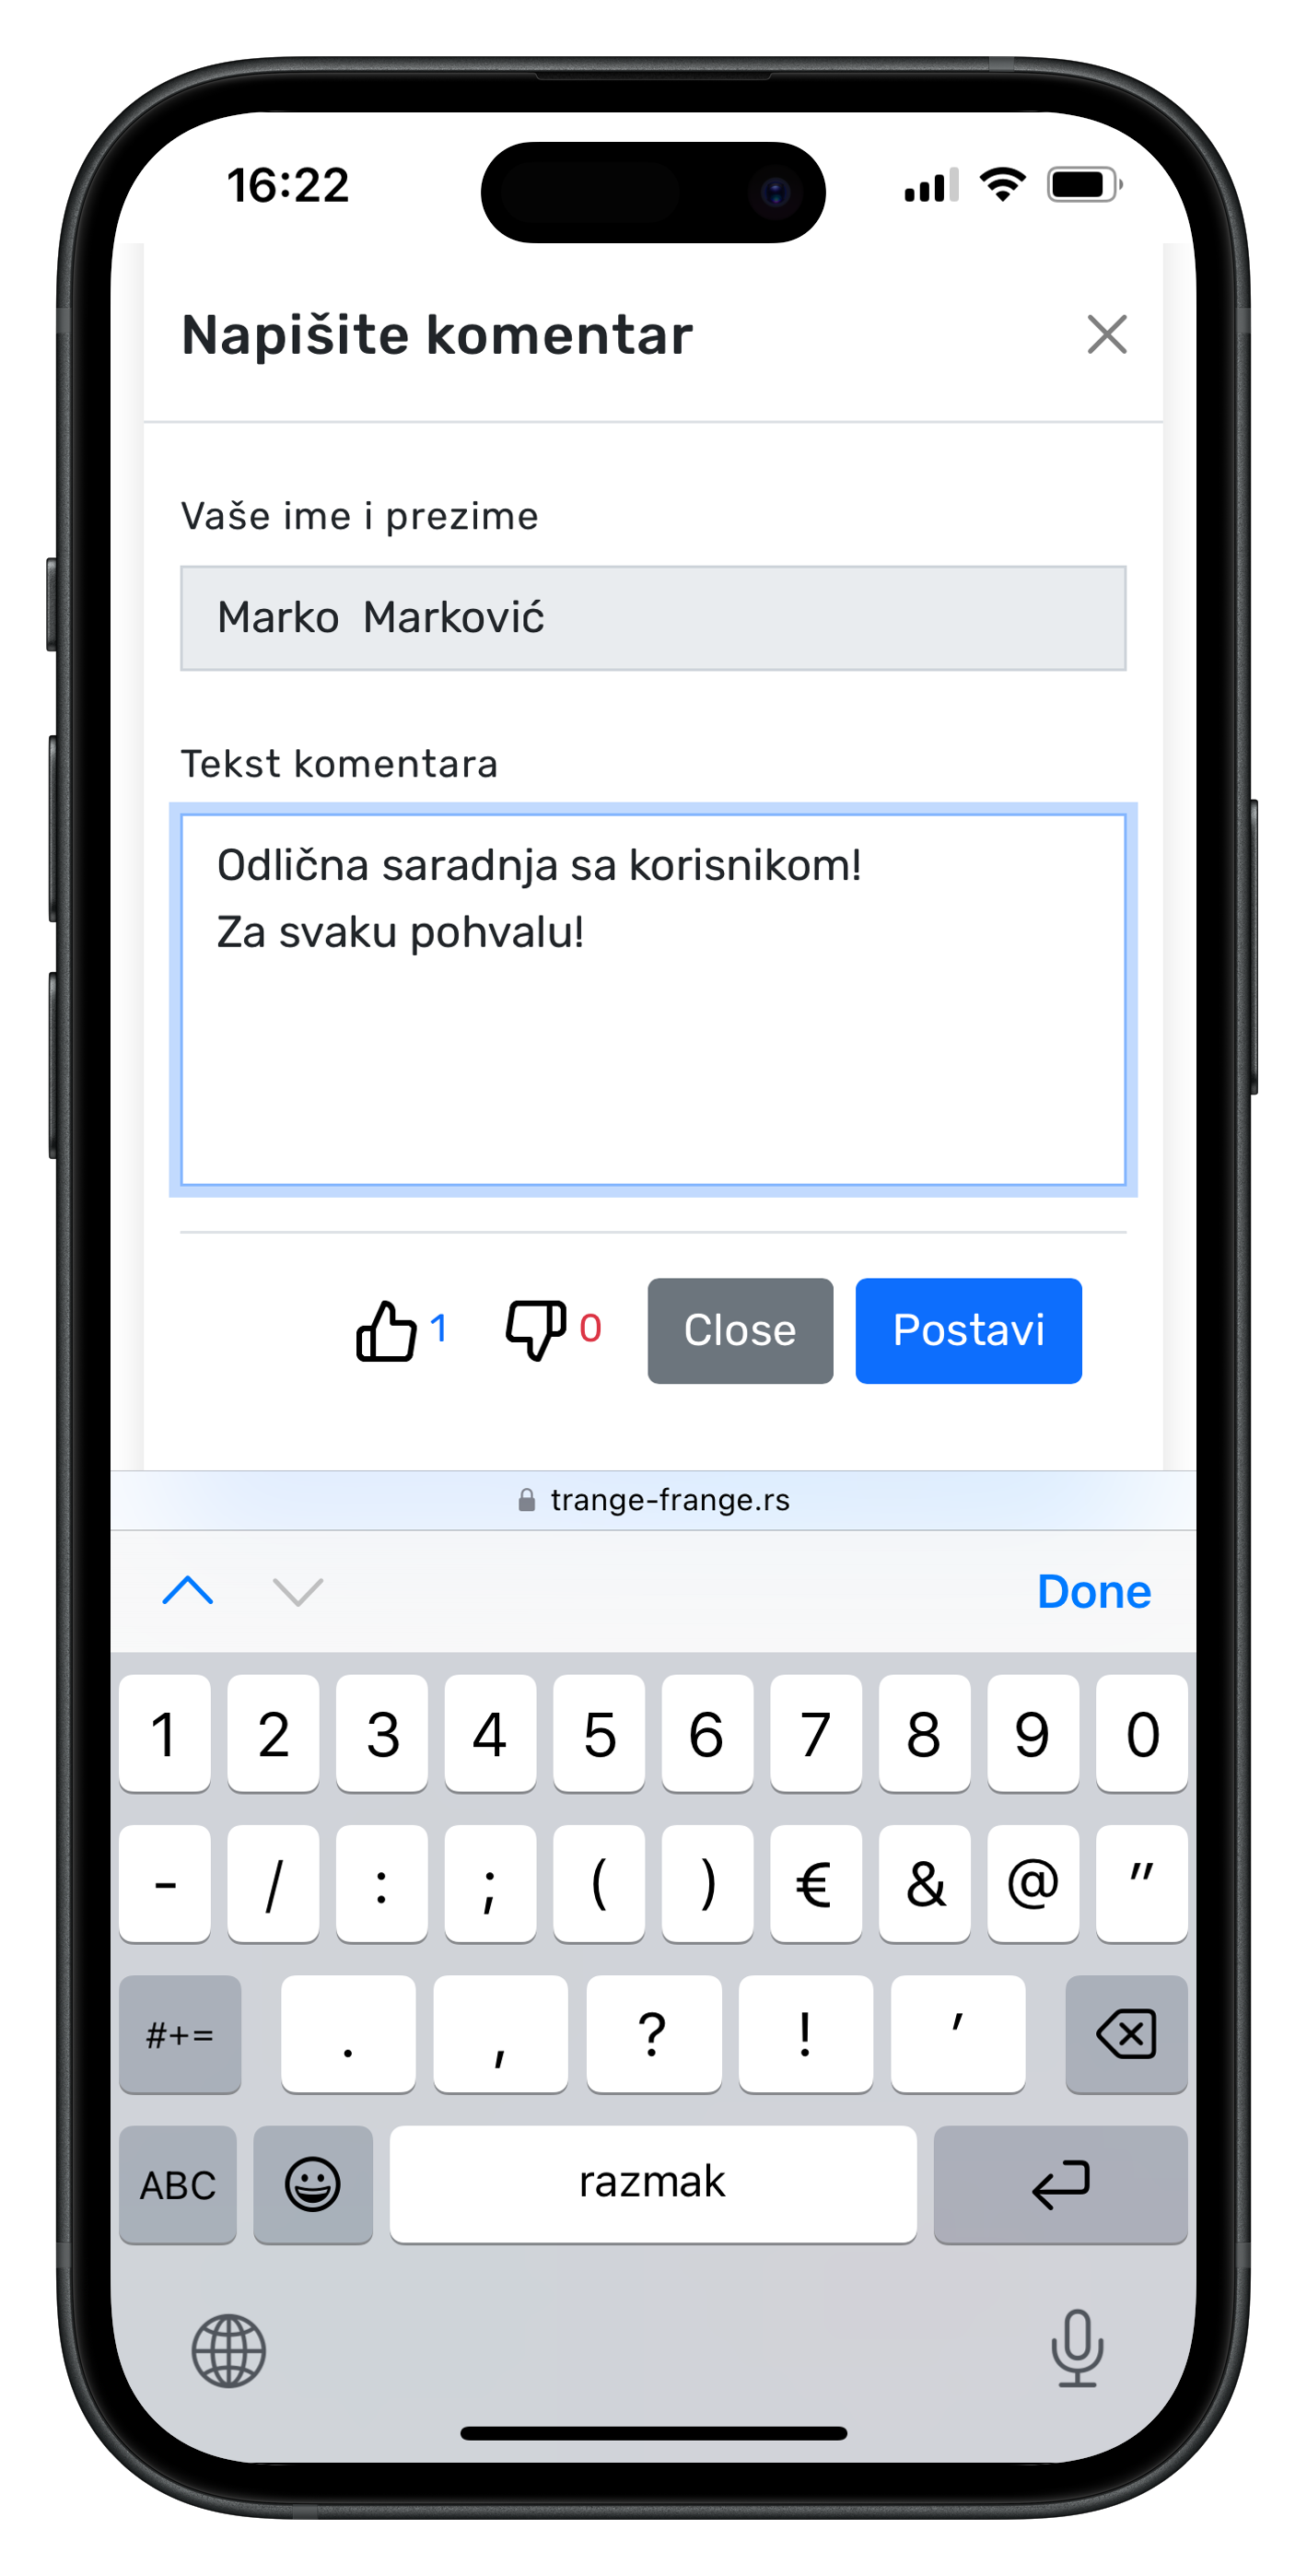 16:22
Napišite komentar
Vaše ime i prezime
Marko  Marković
Tekst komentara
Odlična saradnja sa korisnikom!
Za svaku pohvalu!
1 0 Close Postavi
trange-frange.rs
Done
1 2 3 4 5 6 7 8 9 0
- / : ; ( ) € & @ "
#+= . , ? ! '
ABC razmak